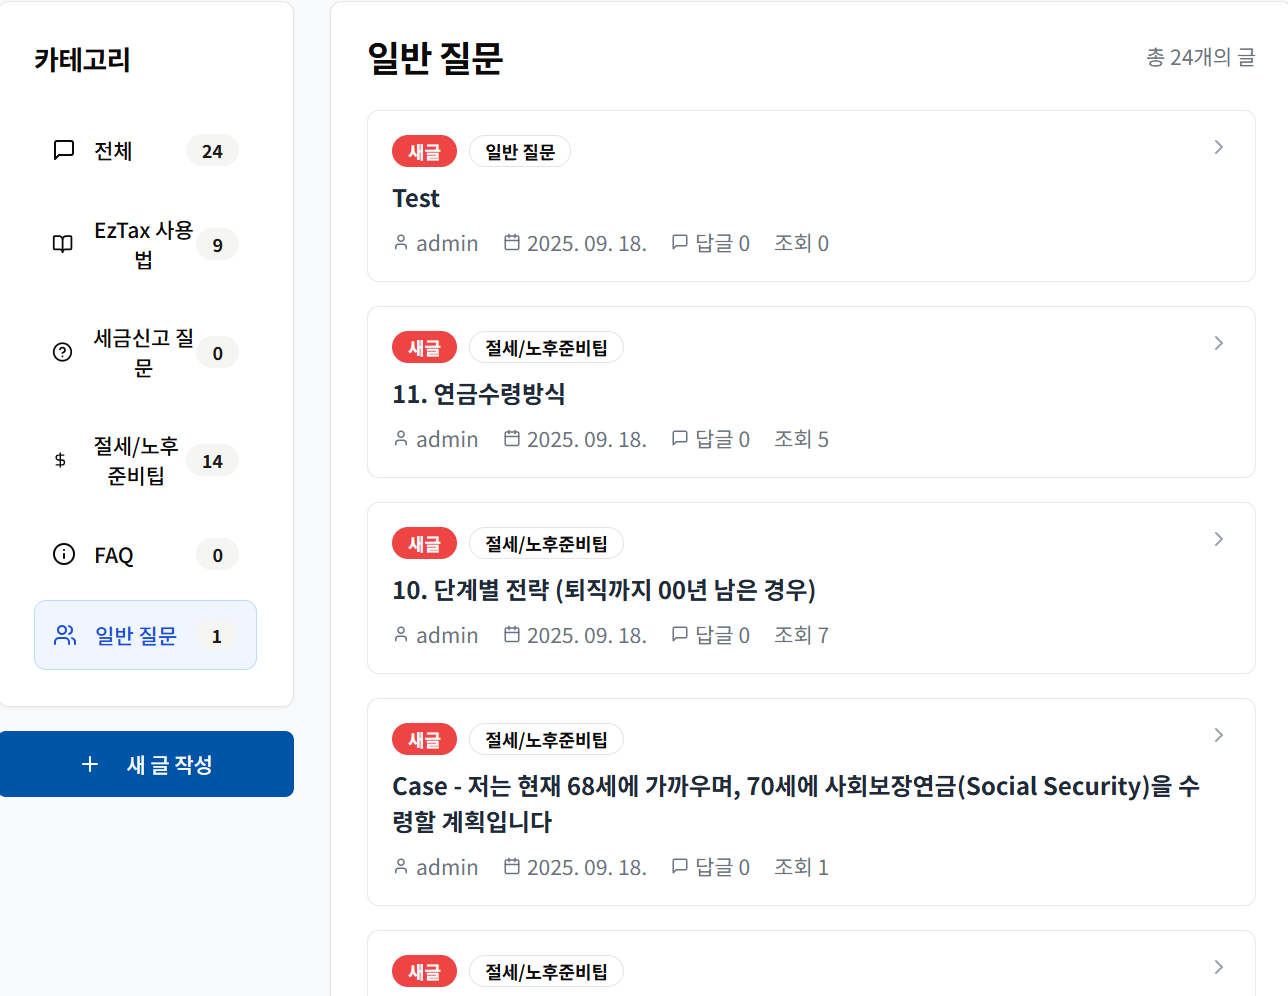 카테고리
전체 24
EzTax 사용
법
9
세금신고 질
문
0
절세/노후
준비팁
14
FAQ 0
일반 질문 1
새 글 작성
일반 질문
총 24개의 글
새글 일반 질문
Test
admin 2025. 09. 18. 답글 0 조회 0
새글 절세/노후준비팁
11. 연금수령방식
admin 2025. 09. 18. 답글 0 조회 5
새글 절세/노후준비팁
10. 단계별 전략 (퇴직까지 00년 남은 경우)
admin 2025. 09. 18. 답글 0 조회 7
새글 절세/노후준비팁
Case - 저는 현재 68세에 가까우며, 70세에 사회보장연금(Social Security)을 수
령할 계획입니다
admin 2025. 09. 18. 답글 0 조회 1
새글 절세/노후준비팁